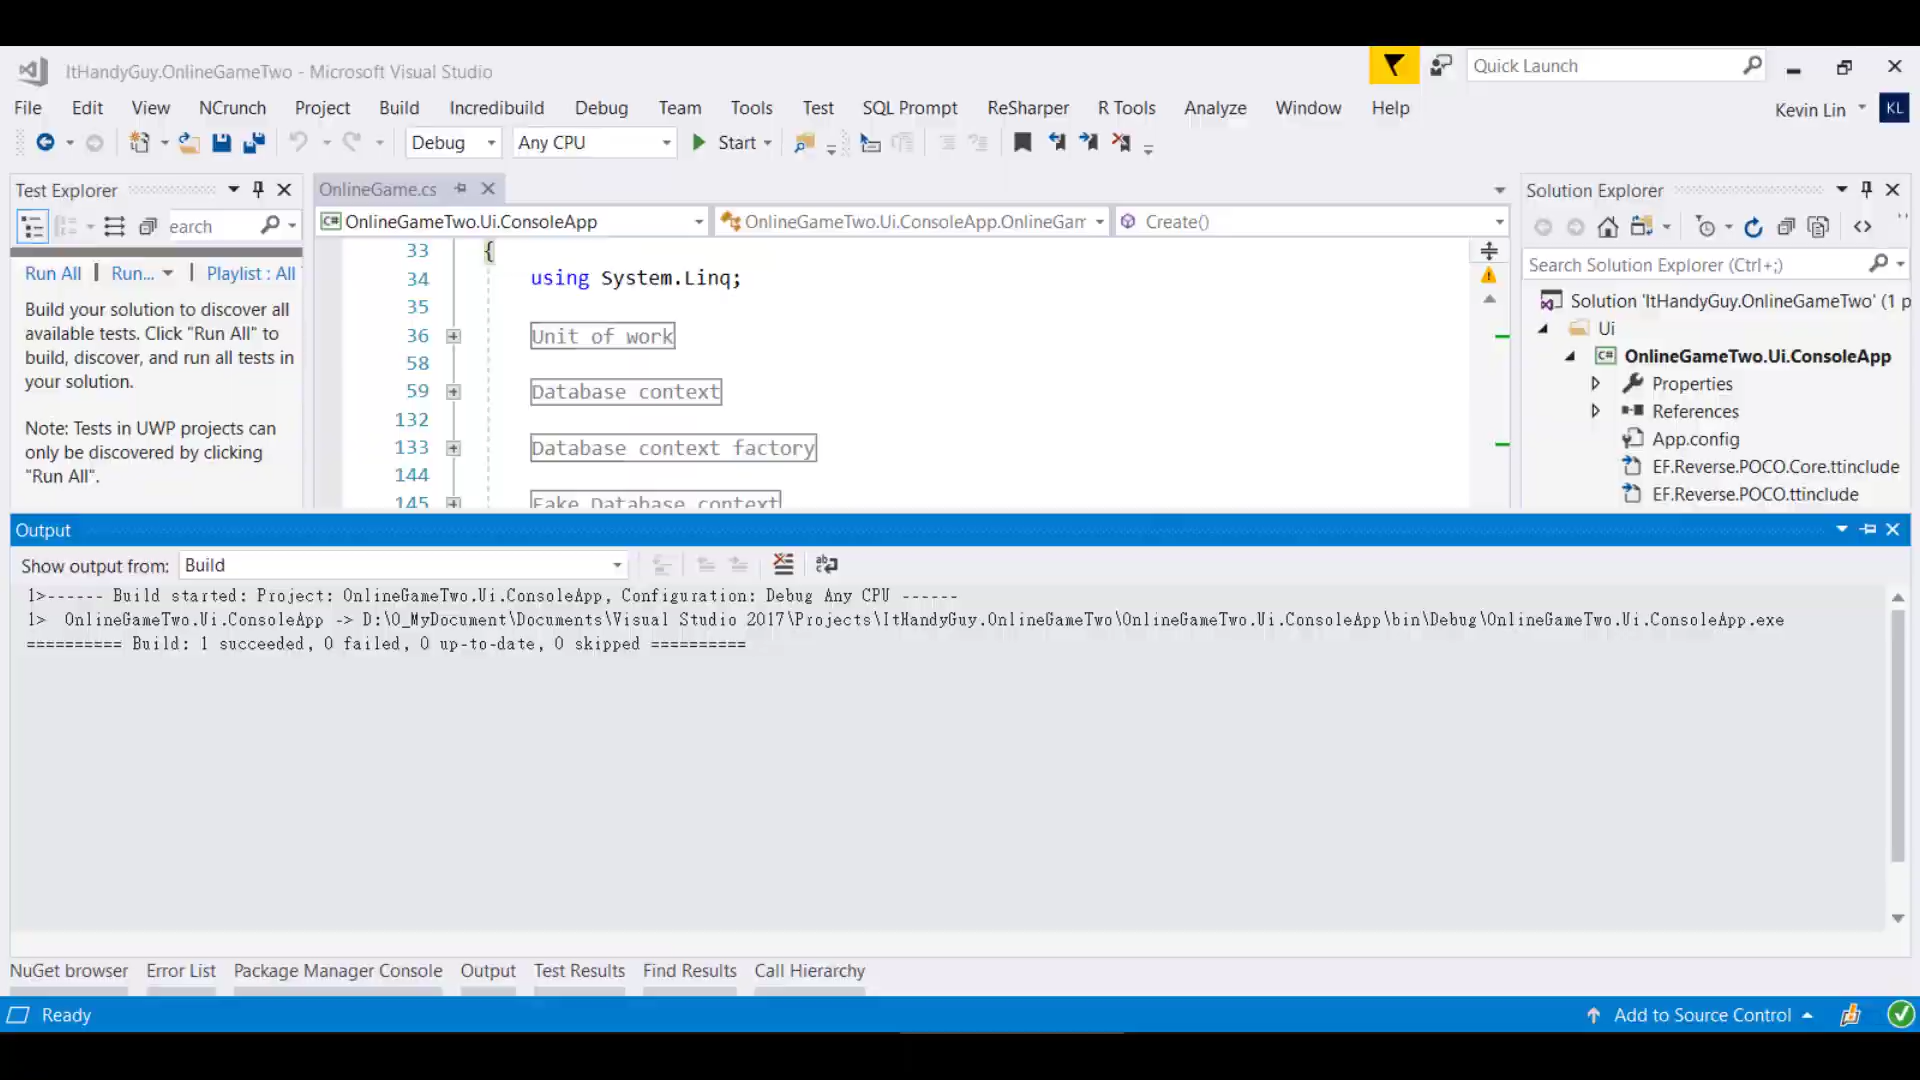 ItHandyGuy.OnlineGameTwo - Microsoft Visual Studio
Quick Launch
File Edit View NCrunch Project Build Incredibuild Debug Team Tools Test SQL Prompt ReSharper R Tools Analyze Window Help
Kevin Lin KL
Debug Any CPU Start
Test Explorer
earch
Run All | Run... | Playlist : All
Build your solution to discover all
available tests. Click "Run All" to
build, discover, and run all tests in
your solution.
Note: Tests in UWP projects can
only be discovered by clicking
"Run All".
OnlineGame.cs
C# OnlineGameTwo.Ui.ConsoleApp OnlineGameTwo.Ui.ConsoleApp.OnlineGam Create()
33 {
34 using System.Linq;
35
36 Unit of work
58
59 Database context
132
133 Database context factory
144
145 Fake Database context
Solution Explorer
Search Solution Explorer (Ctrl+;)
Solution 'ItHandyGuy.OnlineGameTwo' (1 p
Ui
C# OnlineGameTwo.Ui.ConsoleApp
Properties
References
App.config
EF.Reverse.POCO.Core.ttinclude
EF.Reverse.POCO.ttinclude
Output
Show output from: Build
1>------ Build started: Project: OnlineGameTwo.Ui.ConsoleApp, Configuration: Debug Any CPU ------
1>  OnlineGameTwo.Ui.ConsoleApp -> D:\0_MyDocument\Documents\Visual Studio 2017\Projects\ItHandyGuy.OnlineGameTwo\OnlineGameTwo.Ui.ConsoleApp\bin\Debug\OnlineGameTwo.Ui.ConsoleApp.exe
========== Build: 1 succeeded, 0 failed, 0 up-to-date, 0 skipped ==========
NuGet browser Error List Package Manager Console Output Test Results Find Results Call Hierarchy
Ready
Add to Source Control